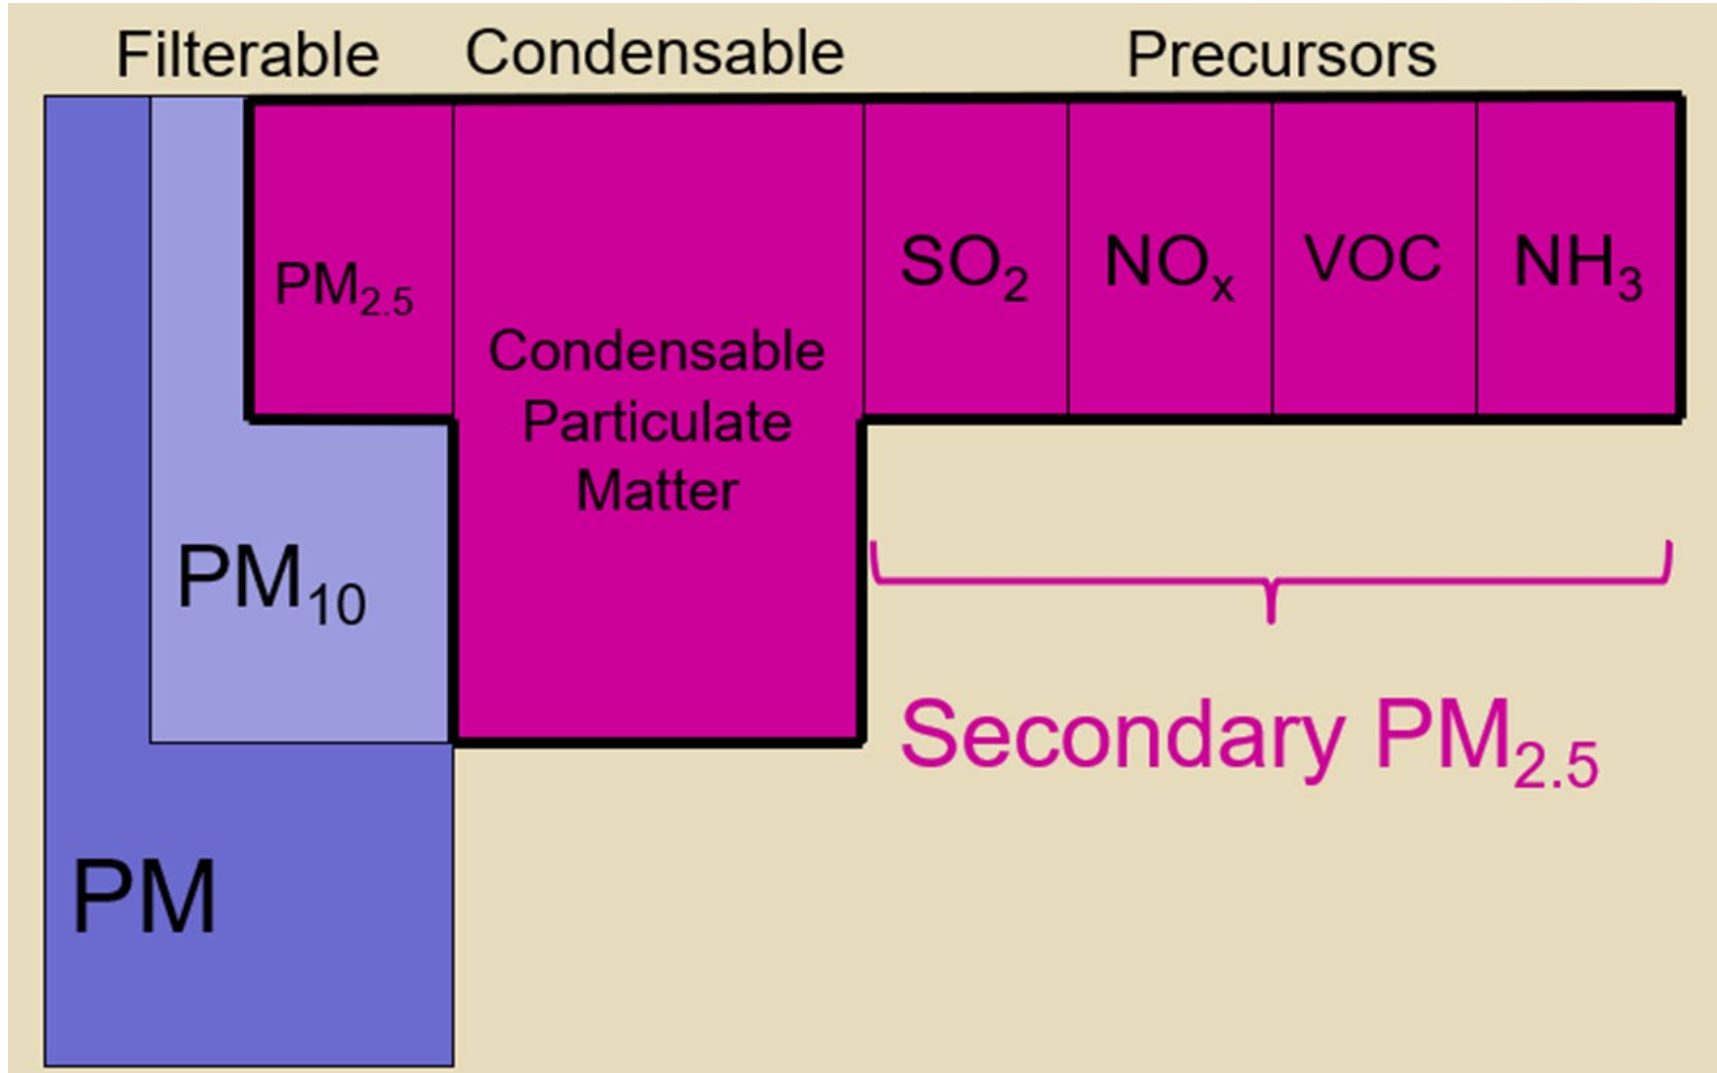 Filterable
Condensable
Precursors
PM₂.₅
Condensable
Particulate
Matter
SO₂
NOₓ
VOC
NH₃
PM₁₀
Secondary PM₂.₅
PM